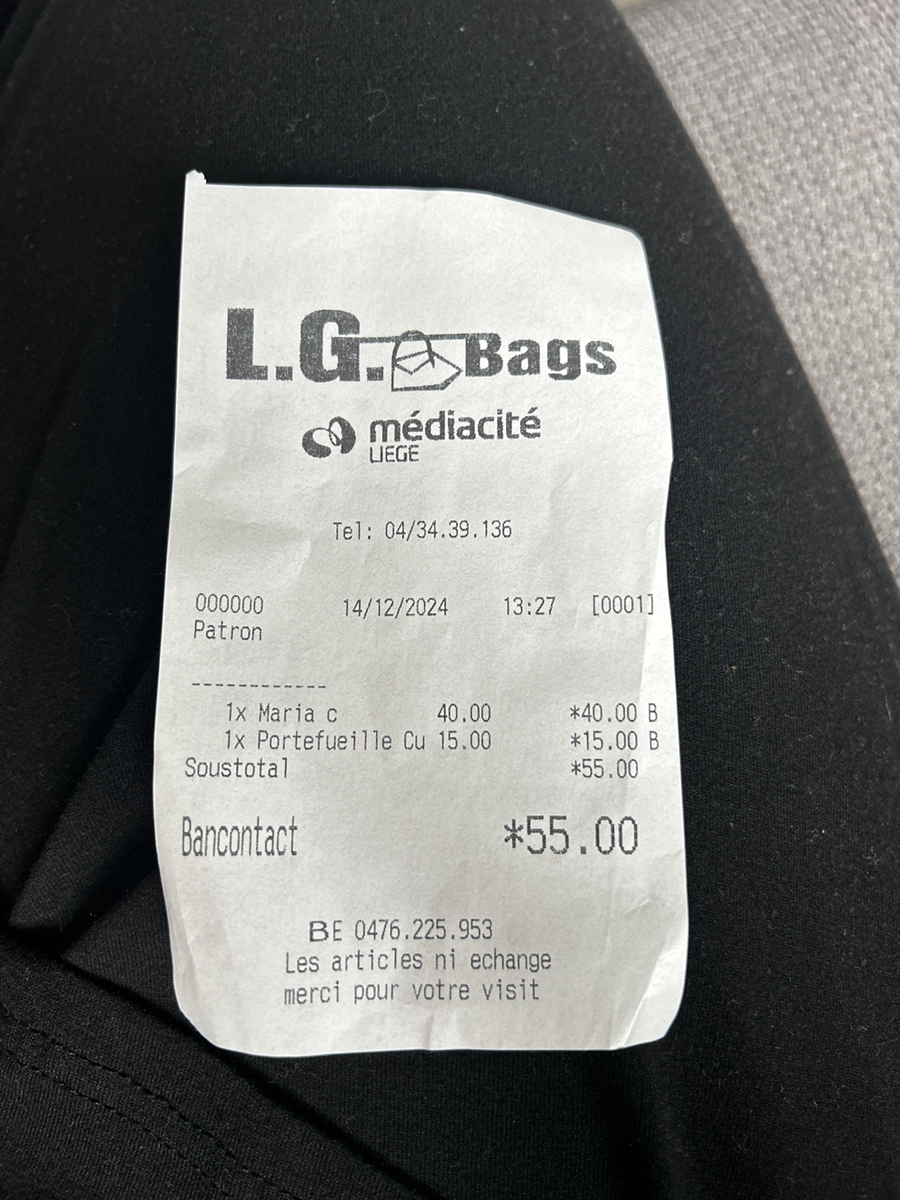 L.G. Bags
médiacité
LIEGE
Tel: 04/34.39.136
000000 14/12/2024 13:27 [0001]
Patron
------------
1x Maria c 40.00 *40.00 B
1x Portefueille Cu 15.00 *15.00 B
Soustotal *55.00
Bancontact *55.00
BE 0476.225.953
Les articles ni echange
merci pour votre visit